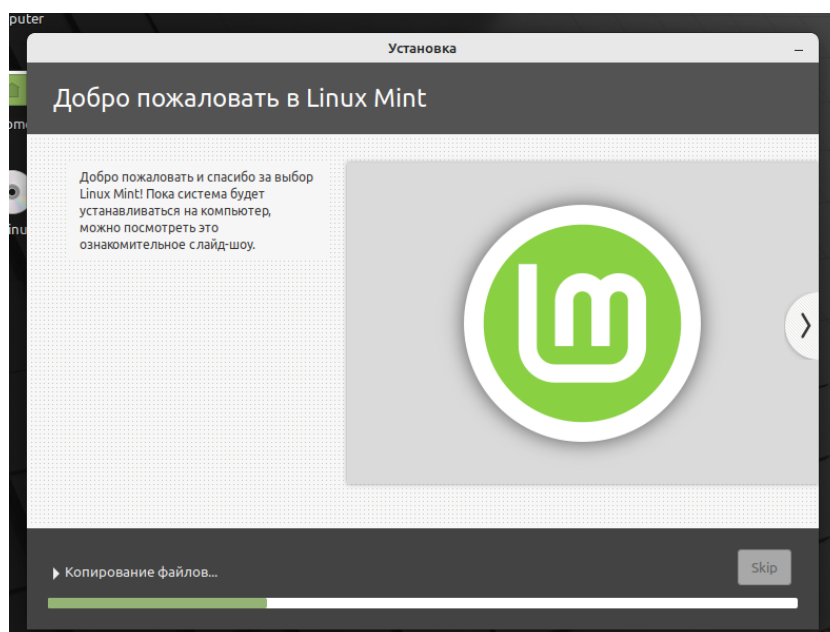 puter
Установка
Добро пожаловать в Linux Mint
Добро пожаловать и спасибо за выбор
Linux Mint! Пока система будет
устанавливаться на компьютер,
можно посмотреть это
ознакомительное слайд-шоу.
Копирование файлов...
Skip